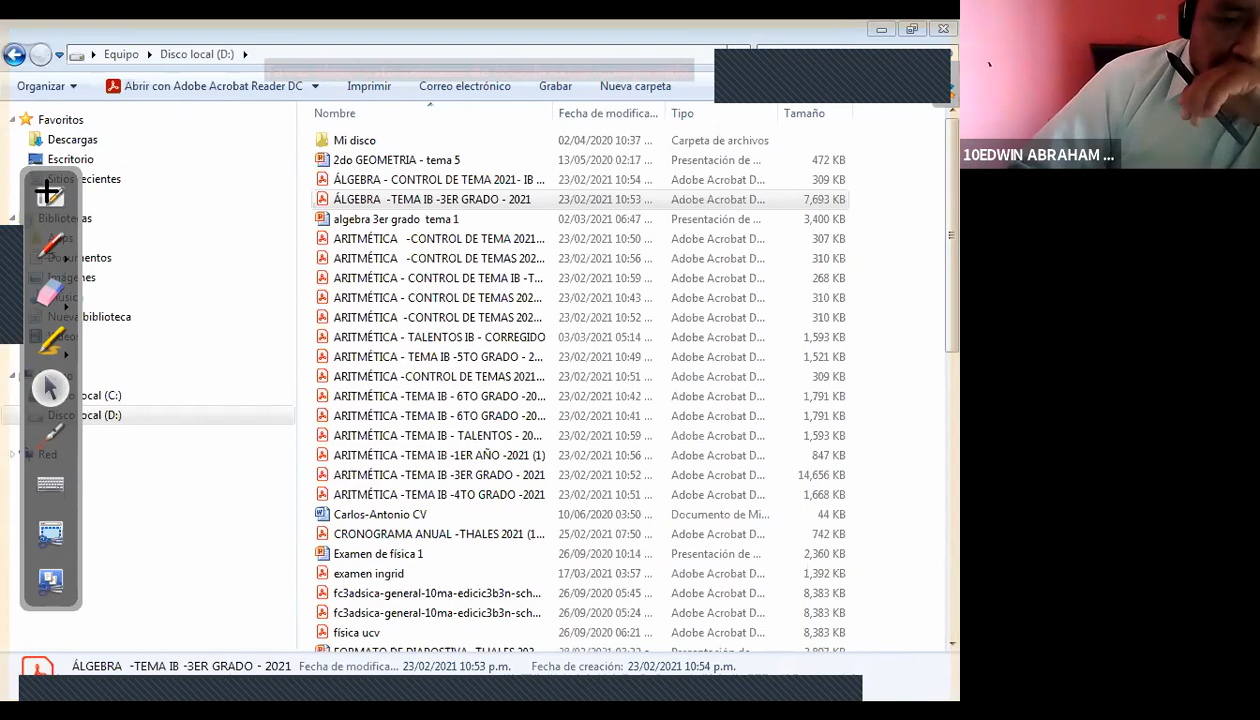 Equipo Disco local (D:)
Organizar Abrir con Adobe Acrobat Reader DC Imprimir Correo electrónico Grabar Nueva carpeta
Nombre Fecha de modifica... Tipo Tamaño
Favoritos
Descargas
Escritorio
Sitios recientes
Bibliotecas
Documentos
Imágenes
Nueva biblioteca
ocal (C:)
Disco local (D:)
Red
Mi disco 02/04/2020 10:37 ... Carpeta de archivos
2do GEOMETRIA - tema 5 13/05/2020 02:17 ... Presentación de ... 472 KB
ÁLGEBRA - CONTROL DE TEMA 2021- IB ... 23/02/2021 10:54 ... Adobe Acrobat D... 309 KB
ÁLGEBRA -TEMA IB -3ER GRADO - 2021 23/02/2021 10:53 ... Adobe Acrobat D... 7,693 KB
algebra 3er grado tema 1 02/03/2021 06:47 ... Presentación de ... 3,400 KB
ARITMÉTICA -CONTROL DE TEMA 2021... 23/02/2021 10:50 ... Adobe Acrobat D... 307 KB
ARITMÉTICA -CONTROL DE TEMAS 202... 23/02/2021 10:56 ... Adobe Acrobat D... 310 KB
ARITMÉTICA - CONTROL DE TEMA IB -T... 23/02/2021 10:59 ... Adobe Acrobat D... 268 KB
ARITMÉTICA - CONTROL DE TEMAS 202... 23/02/2021 10:43 ... Adobe Acrobat D... 310 KB
ARITMÉTICA -CONTROL DE TEMAS 202... 23/02/2021 10:52 ... Adobe Acrobat D... 310 KB
ARITMÉTICA - TALENTOS IB - CORREGIDO 03/03/2021 05:14 ... Adobe Acrobat D... 1,593 KB
ARITMÉTICA - TEMA IB -5TO GRADO - 2... 23/02/2021 10:49 ... Adobe Acrobat D... 1,521 KB
ARITMÉTICA -CONTROL DE TEMAS 2021... 23/02/2021 10:51 ... Adobe Acrobat D... 309 KB
ARITMÉTICA -TEMA IB - 6TO GRADO -20... 23/02/2021 10:42 ... Adobe Acrobat D... 1,791 KB
ARITMÉTICA -TEMA IB - 6TO GRADO -20... 23/02/2021 10:41 ... Adobe Acrobat D... 1,791 KB
ARITMÉTICA -TEMA IB - TALENTOS - 20... 23/02/2021 10:59 ... Adobe Acrobat D... 1,593 KB
ARITMÉTICA -TEMA IB -1ER AÑO -2021 (1) 23/02/2021 10:56 ... Adobe Acrobat D... 847 KB
ARITMÉTICA -TEMA IB -3ER GRADO - 2021 23/02/2021 10:52 ... Adobe Acrobat D... 14,656 KB
ARITMÉTICA -TEMA IB -4TO GRADO -2021 23/02/2021 10:51 ... Adobe Acrobat D... 1,668 KB
Carlos-Antonio CV 10/06/2020 03:50 ... Documento de Mi... 44 KB
CRONOGRAMA ANUAL -THALES 2021 (1... 25/02/2021 07:50 ... Adobe Acrobat D... 742 KB
Examen de física 1 26/09/2020 10:14 ... Presentación de ... 2,360 KB
examen ingrid 17/03/2021 03:57 ... Adobe Acrobat D... 1,392 KB
fc3adsica-general-10ma-edicic3b3n-sch... 26/09/2020 05:45 ... Adobe Acrobat D... 8,383 KB
fc3adsica-general-10ma-edicic3b3n-sch... 26/09/2020 05:24 ... Adobe Acrobat D... 8,383 KB
física ucv 26/09/2020 06:21 ... Adobe Acrobat D... 8,383 KB
ÁLGEBRA -TEMA IB -3ER GRADO - 2021 Fecha de modifica... 23/02/2021 10:53 p.m. Fecha de creación: 23/02/2021 10:54 p.m.
10EDWIN ABRAHAM ...